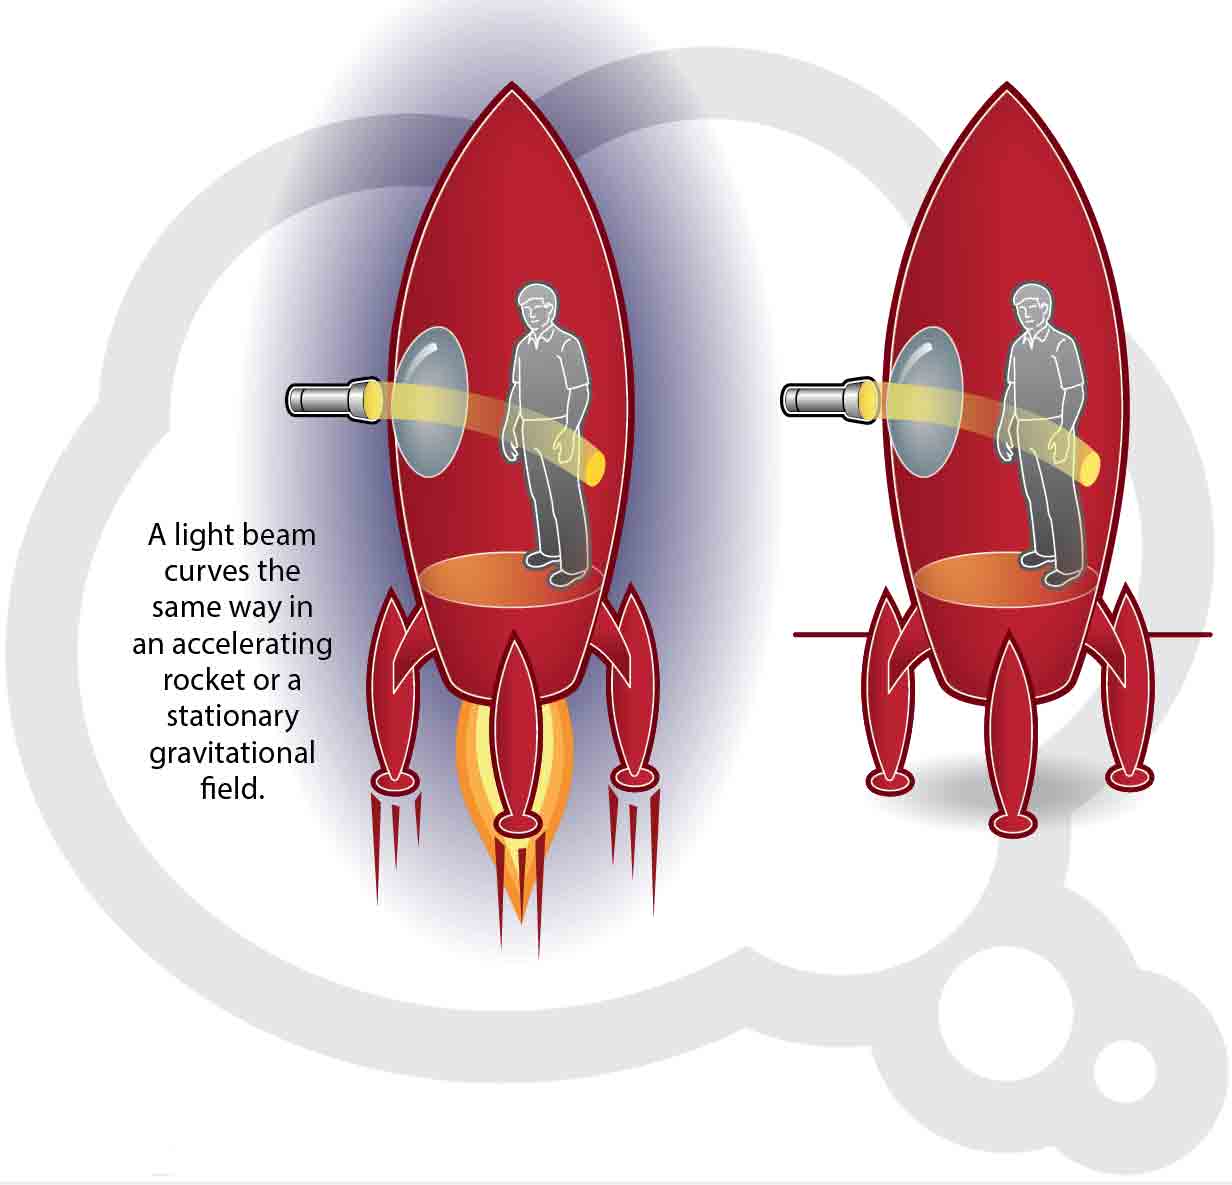 A light beam
curves the
same way in
an accelerating
rocket or a
stationary
gravitational
field.